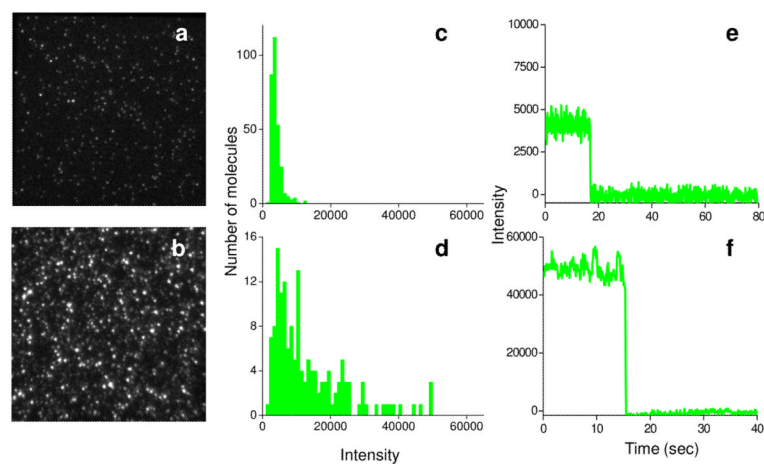 a
b
c
Number of molecules
100
50
0
0 20000 40000 60000
d
16
12
8
4
0
0 20000 40000 60000
Intensity
e
Intensity
10000
7500
5000
2500
0
0 20 40 60 80
f
60000
40000
20000
0
0 10 20 30 40
Time (sec)